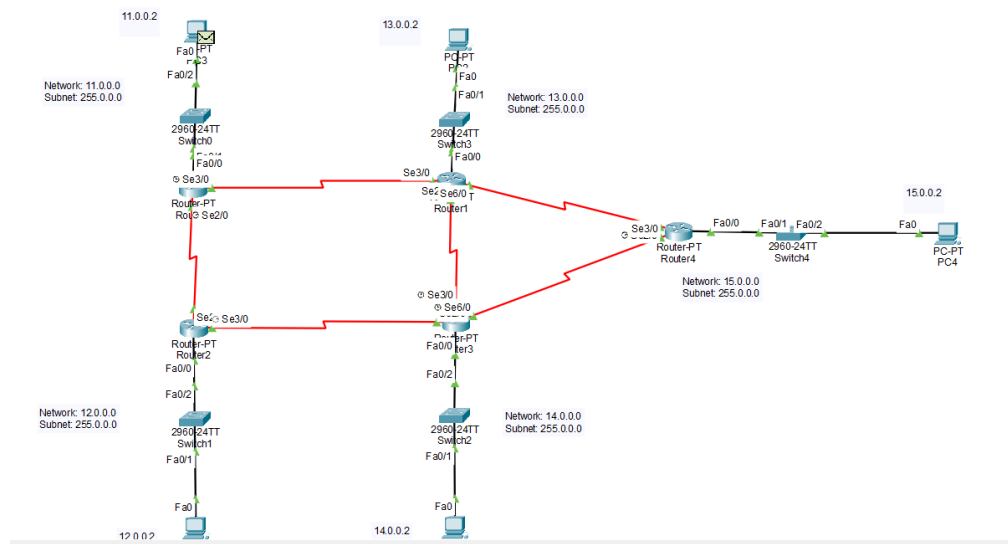 11.0.0.2
Fa0
-PT
Fa0/2
Network: 11.0.0.0
Subnet: 255.0.0.0
2960-24TT
Switch0
Fa0/0
Se3/0
Router-PT
Se2/0
13.0.0.2
PC-PT
Fa0
Fa0/1
Network: 13.0.0.0
Subnet: 255.0.0.0
2960-24TT
Switch3
Fa0/0
Se3/0
Se6/0
Router1
15.0.0.2
Se3/0
Fa0/0
Fa0/1
Fa0/2
Fa0
Router-PT
Router4
2960-24TT
Switch4
PC-PT
PC4
Network: 15.0.0.0
Subnet: 255.0.0.0
Se3/0
Router-PT
Router2
Fa0/0
Fa0/2
Network: 12.0.0.0
Subnet: 255.0.0.0
2960-24TT
Switch1
Fa0/1
Fa0
12.0.0.2
Se3/0
Se6/0
Fa0/0
Fa0/2
Network: 14.0.0.0
Subnet: 255.0.0.0
2960-24TT
Switch2
Fa0/1
Fa0
14.0.0.2